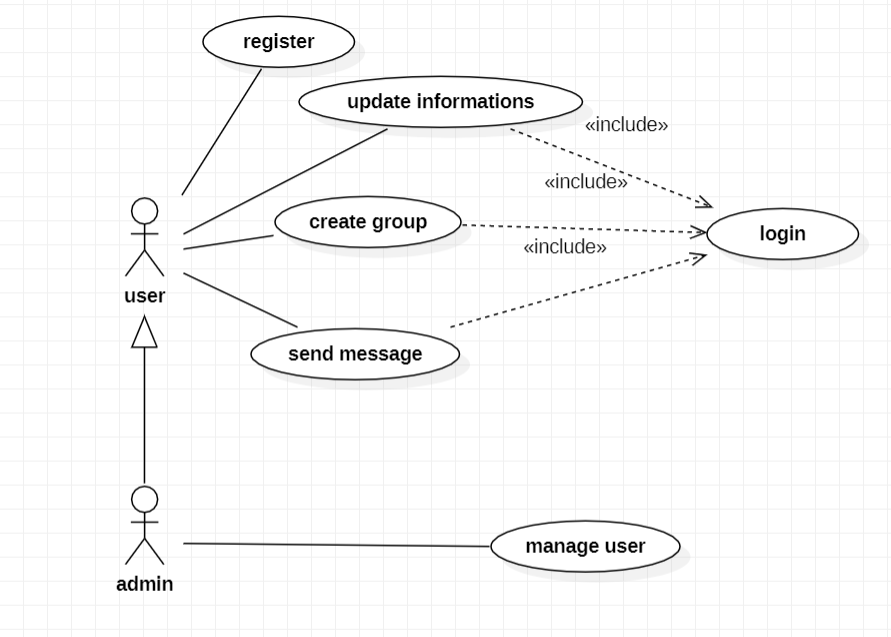 register
update informations
«include»
«include»
create group
login
«include»
user
send message
manage user
admin